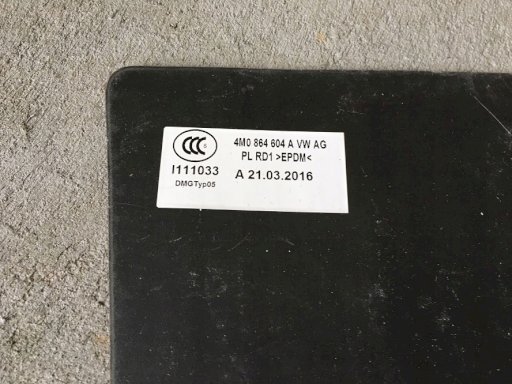 CCC
4M0 864 604 A VW AG
PL RD1 >EPDM<
I111033
A 21.03.2016
DMGTyp05